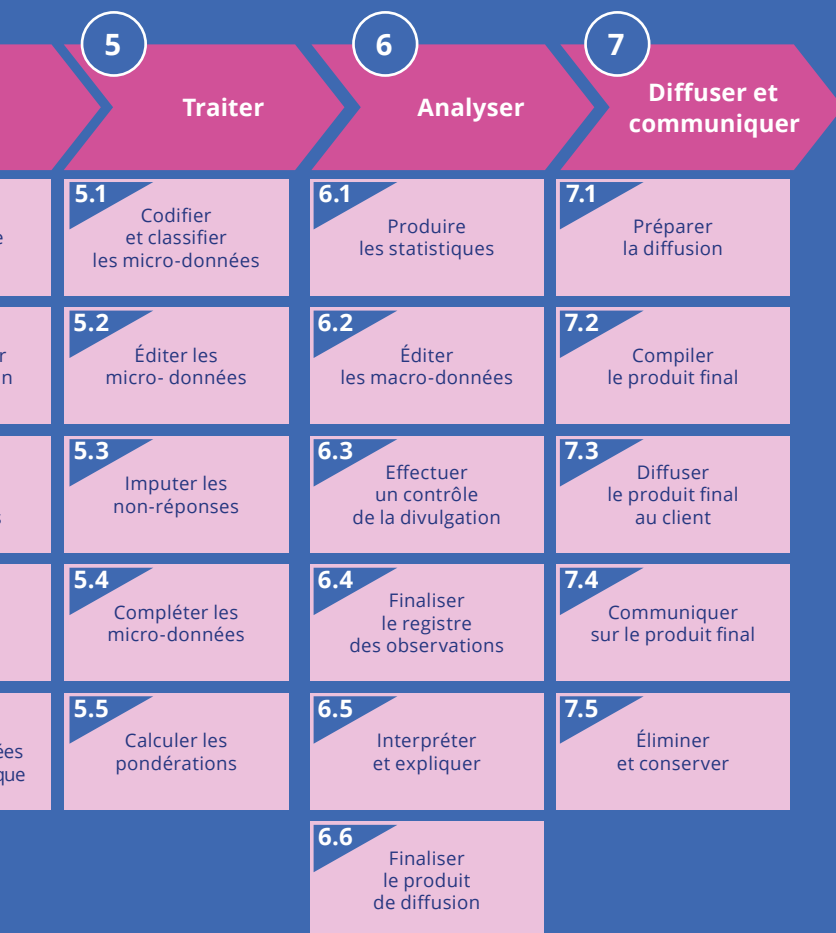 5
Traiter
6
Analyser
7
Diffuser et
communiquer
5.1
Codifier
et classifier
les micro-données
5.2
Éditer les
micro- données
5.3
Imputer les
non-réponses
5.4
Compléter les
micro-données
5.5
Calculer les
pondérations
6.1
Produire
les statistiques
6.2
Éditer
les macro-données
6.3
Effectuer
un contrôle
de la divulgation
6.4
Finaliser
le registre
des observations
6.5
Interpréter
et expliquer
6.6
Finaliser
le produit
de diffusion
7.1
Préparer
la diffusion
7.2
Compiler
le produit final
7.3
Diffuser
le produit final
au client
7.4
Communiquer
sur le produit final
7.5
Éliminer
et conserver